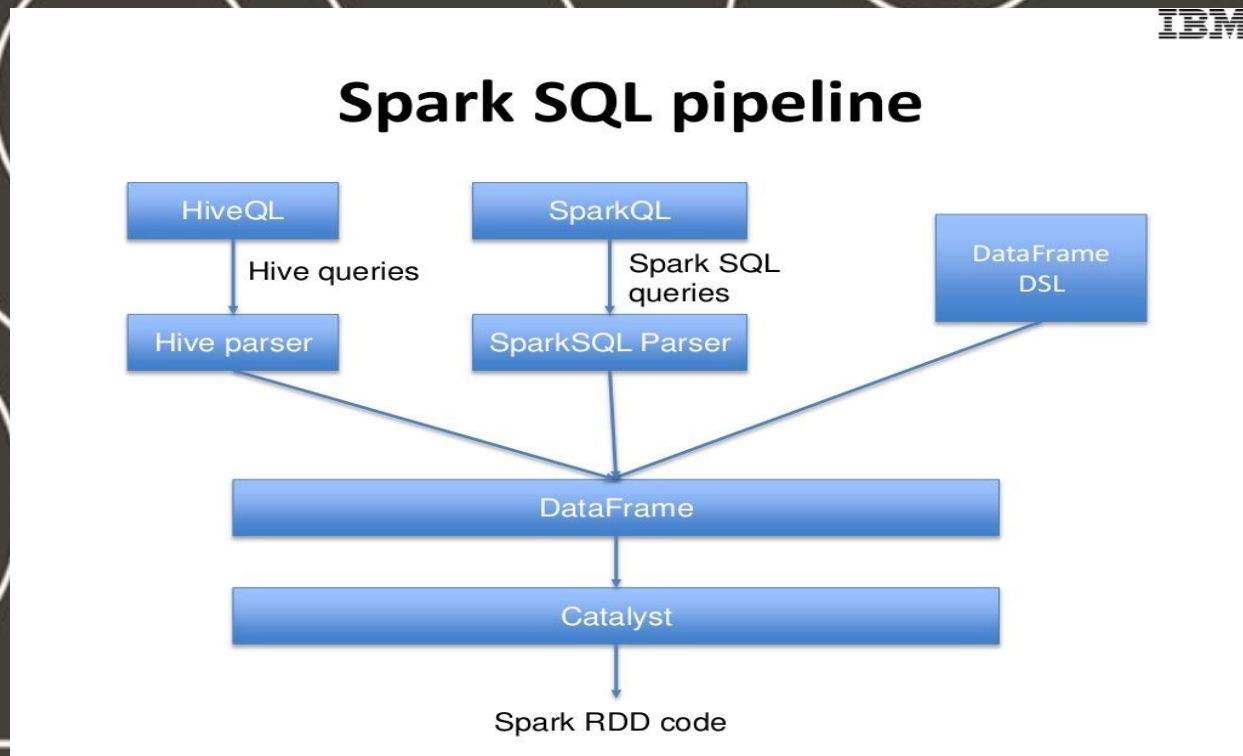 IBM
Spark SQL pipeline
HiveQL
SparkQL
DataFrame
DSL
Hive queries
Spark SQL
queries
Hive parser
SparkSQL Parser
DataFrame
Catalyst
Spark RDD code